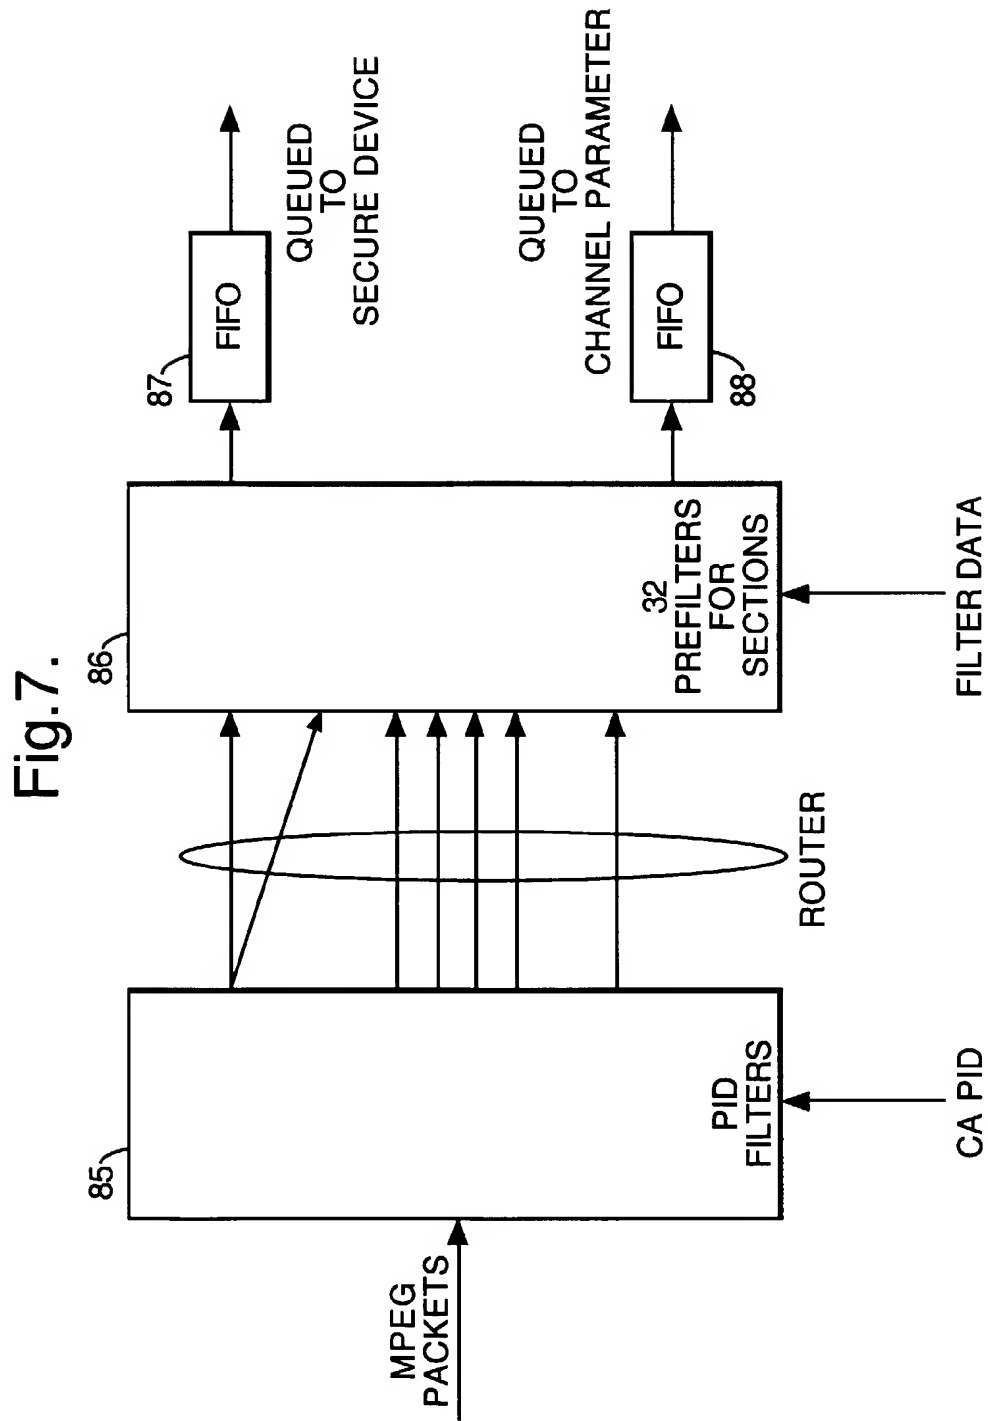 Fig.7.
MPEG
PACKETS
85
PID
FILTERS
CA PID
ROUTER
86
32
PREFILTERS
FOR
SECTIONS
FILTER DATA
87
FIFO
QUEUED
TO
SECURE DEVICE
88
FIFO
QUEUED
TO
CHANNEL PARAMETER